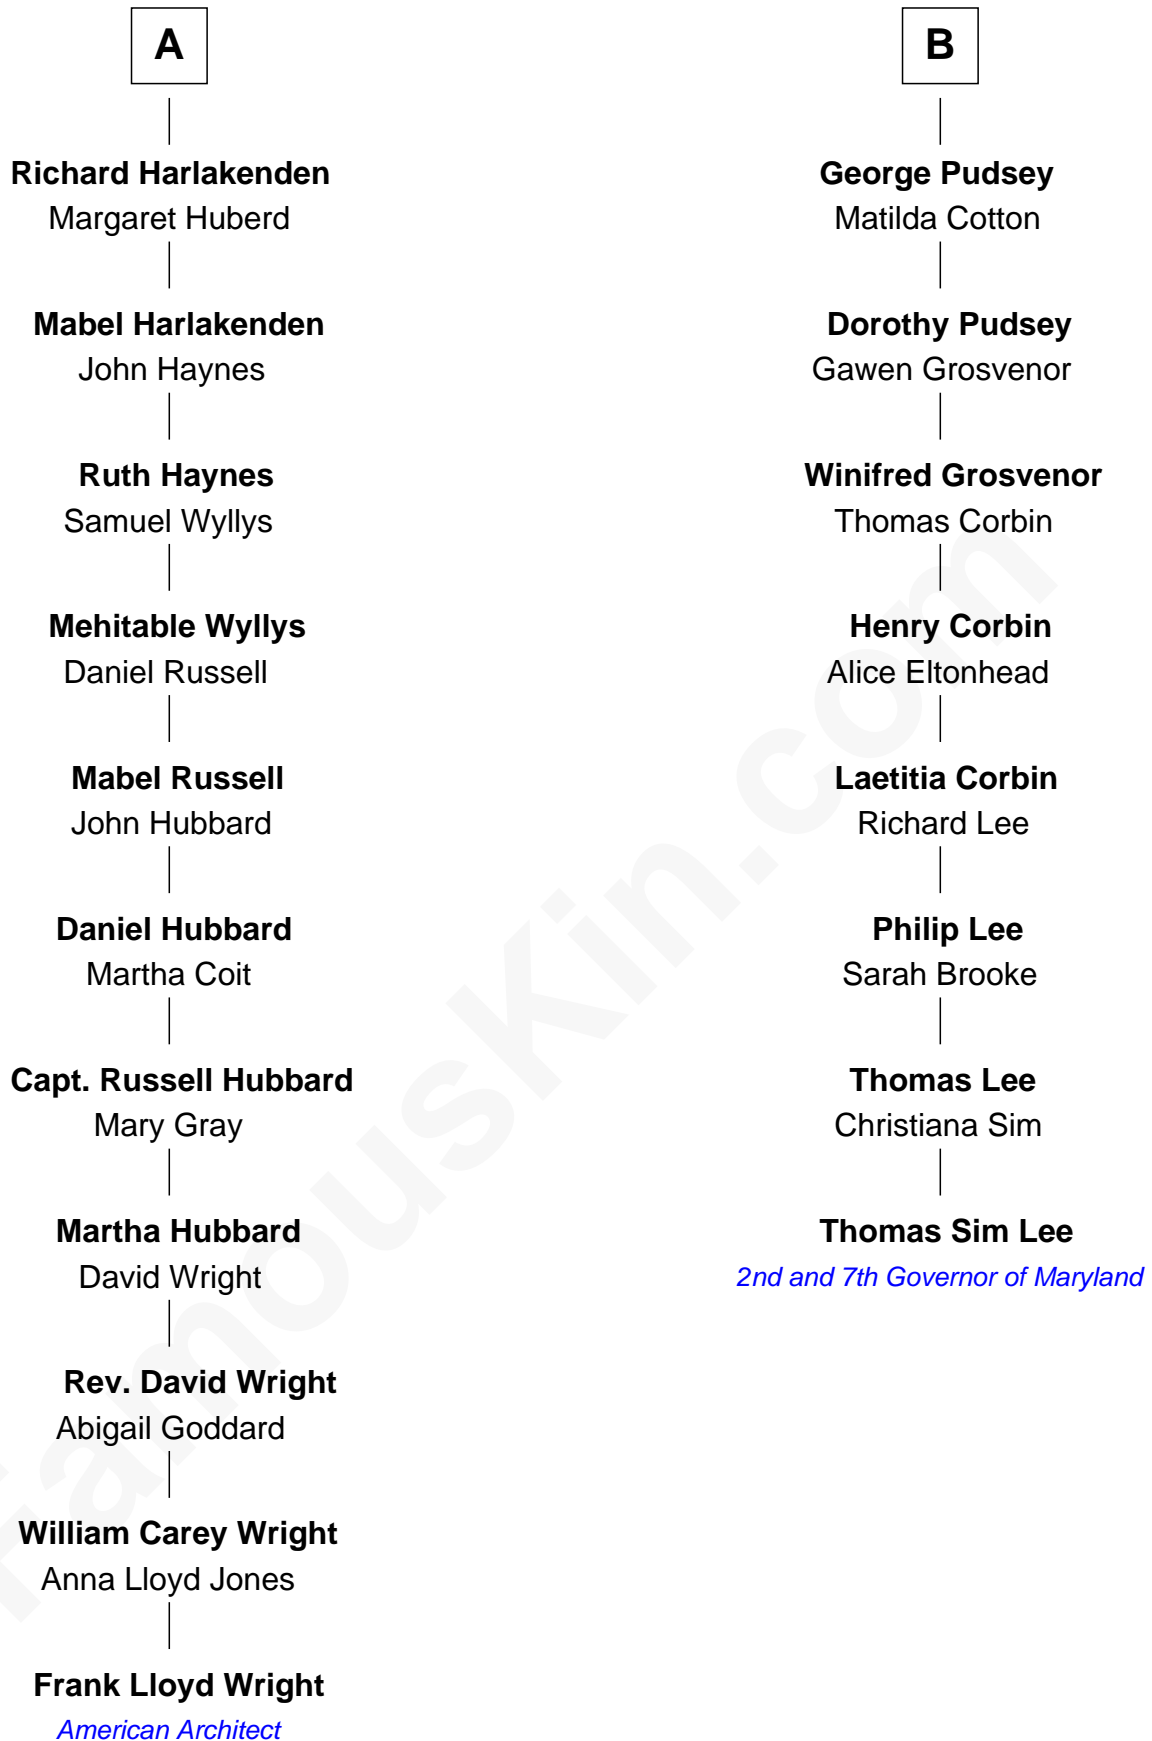 A
Richard Harlakenden
Margaret Huberd
Mabel Harlakenden
John Haynes
Ruth Haynes
Samuel Wyllys
Mehitable Wyllys
Daniel Russell
Mabel Russell
John Hubbard
Daniel Hubbard
Martha Coit
Capt. Russell Hubbard
Mary Gray
Martha Hubbard
David Wright
Rev. David Wright
Abigail Goddard
William Carey Wright
Anna Lloyd Jones
Frank Lloyd Wright
American Architect
B
George Pudsey
Matilda Cotton
Dorothy Pudsey
Gawen Grosvenor
Winifred Grosvenor
Thomas Corbin
Henry Corbin
Alice Eltonhead
Laetitia Corbin
Richard Lee
Philip Lee
Sarah Brooke
Thomas Lee
Christiana Sim
Thomas Sim Lee
2nd and 7th Governor of Maryland
FamousKin.com